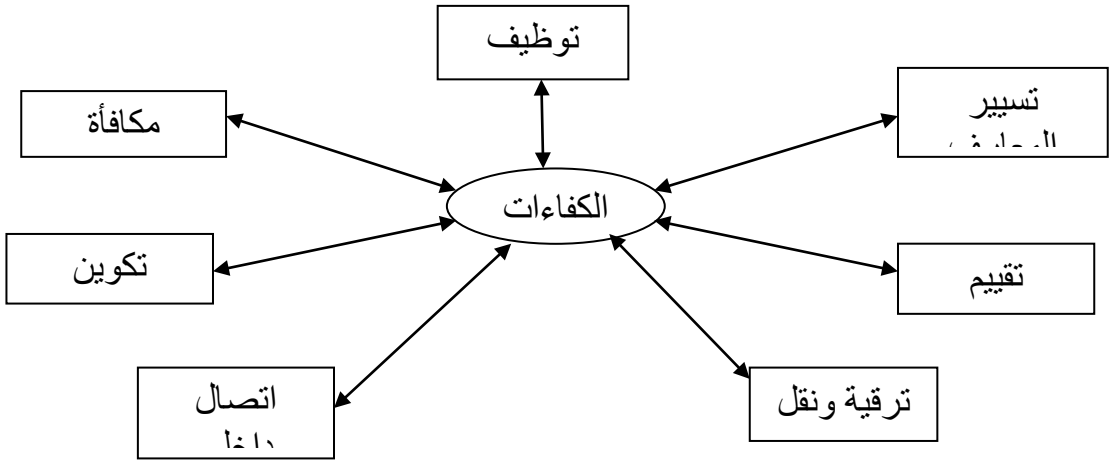 توظيف
تسيير
مكافأة
الكفاءات
تكوين
تقييم
اتصال
ترقية ونقل